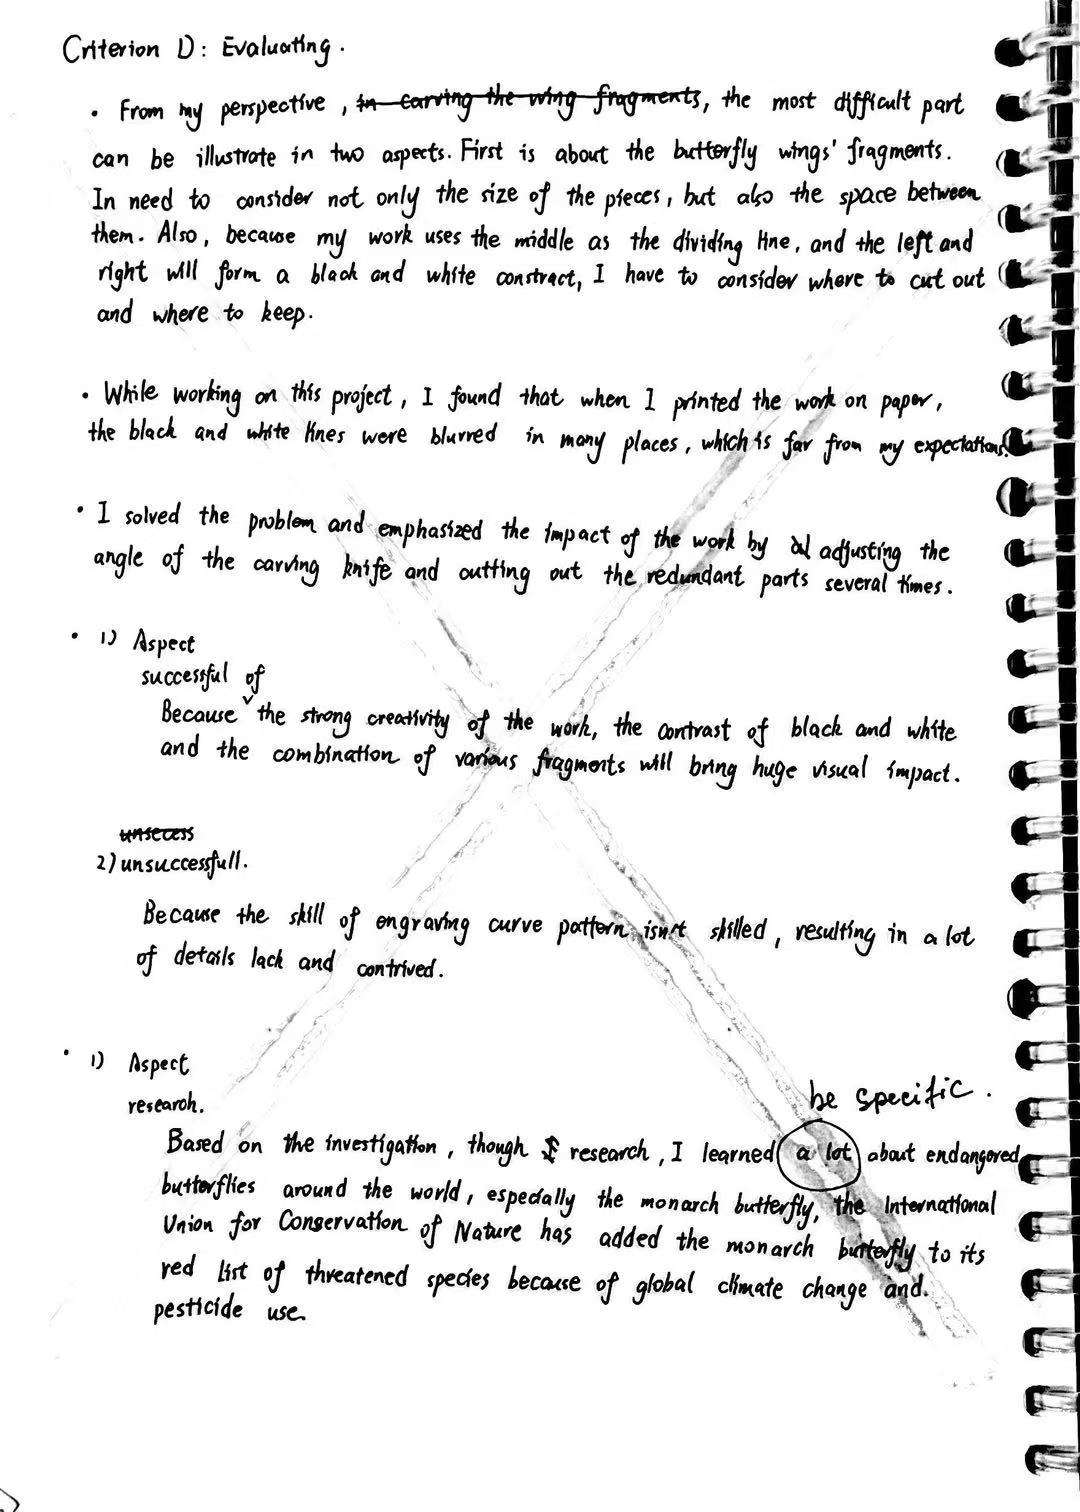 Criterion D: Evaluating.
• From my perspective, in carving the wing fragments, the most difficult part
can be illustrate in two aspects. First is about the butterfly wings' fragments.
In need to consider not only the size of the pieces, but also the space between
them. Also, because my work uses the middle as the dividing line, and the left and
right will form a black and white constract, I have to consider where to cut out
and where to keep.
• While working on this project, I found that when I printed the work on paper,
the black and white lines were blurred in many places, which is far from my expectations.
• I solved the problem and emphasized the impact of the work by adjusting the
angle of the carving knife and cutting out the redundant parts several times.
• 1) Aspect
successful of
Because the strong creativity of the work, the contrast of black and white
and the combination of various fragments will bring huge visual impact.
unsecess
2) unsuccessfull.
Because the skill of engraving curve pattern isn't skilled, resulting in a lot
of details lack and contrived.
• 1) Aspect
research.
be specific.
Based on the investigation, though research, I learned a lot about endangered
butterflies around the world, especially the monarch butterfly, the International
Union for Conservation of Nature has added the monarch butterfly to its
red list of threatened species because of global climate change and.
pesticide use.